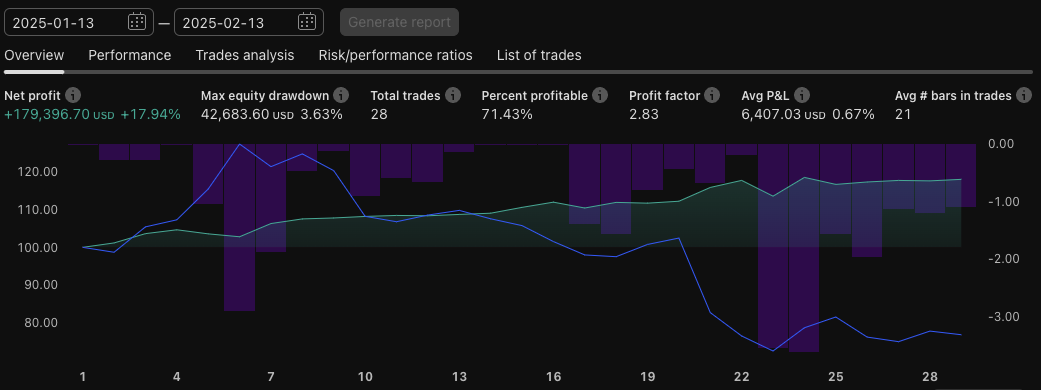 2025-01-13 — 2025-02-13 Generate report
Overview Performance Trades analysis Risk/performance ratios List of trades
Net profit Max equity drawdown Total trades Percent profitable Profit factor Avg P&L Avg # bars in trades
+179,396.70 USD +17.94% 42,683.60 USD 3.63% 28 71.43% 2.83 6,407.03 USD 0.67% 21
0.00
120.00
110.00 -1.00
100.00 -2.00
90.00
80.00 -3.00
1 4 7 10 13 16 19 22 25 28